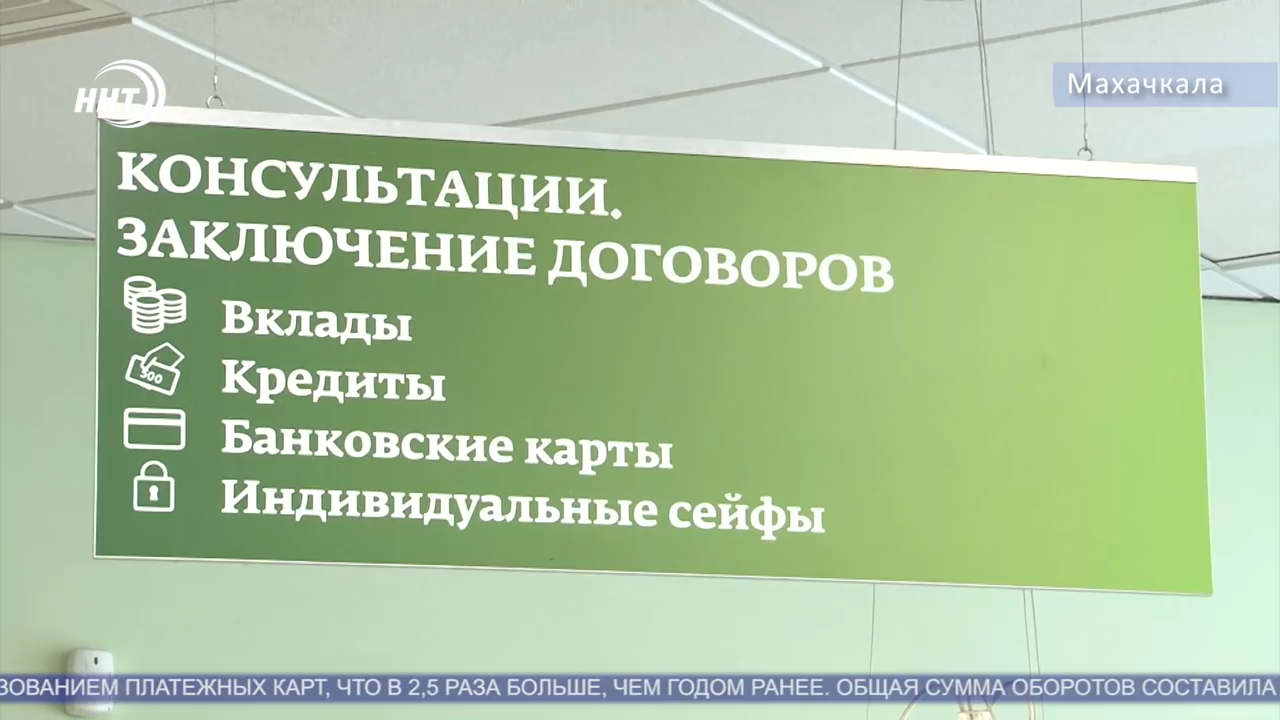 ННТ
Махачкала
КОНСУЛЬТАЦИИ.
ЗАКЛЮЧЕНИЕ ДОГОВОРОВ
Вклады
500
Кредиты
Банковские карты
Индивидуальные сейфы
ЗОВАНИЕМ ПЛАТЕЖНЫХ КАРТ, ЧТО В 2,5 РАЗА БОЛЬШЕ, ЧЕМ ГОДОМ РАНЕЕ. ОБЩАЯ СУММА ОБОРОТОВ СОСТАВИЛА